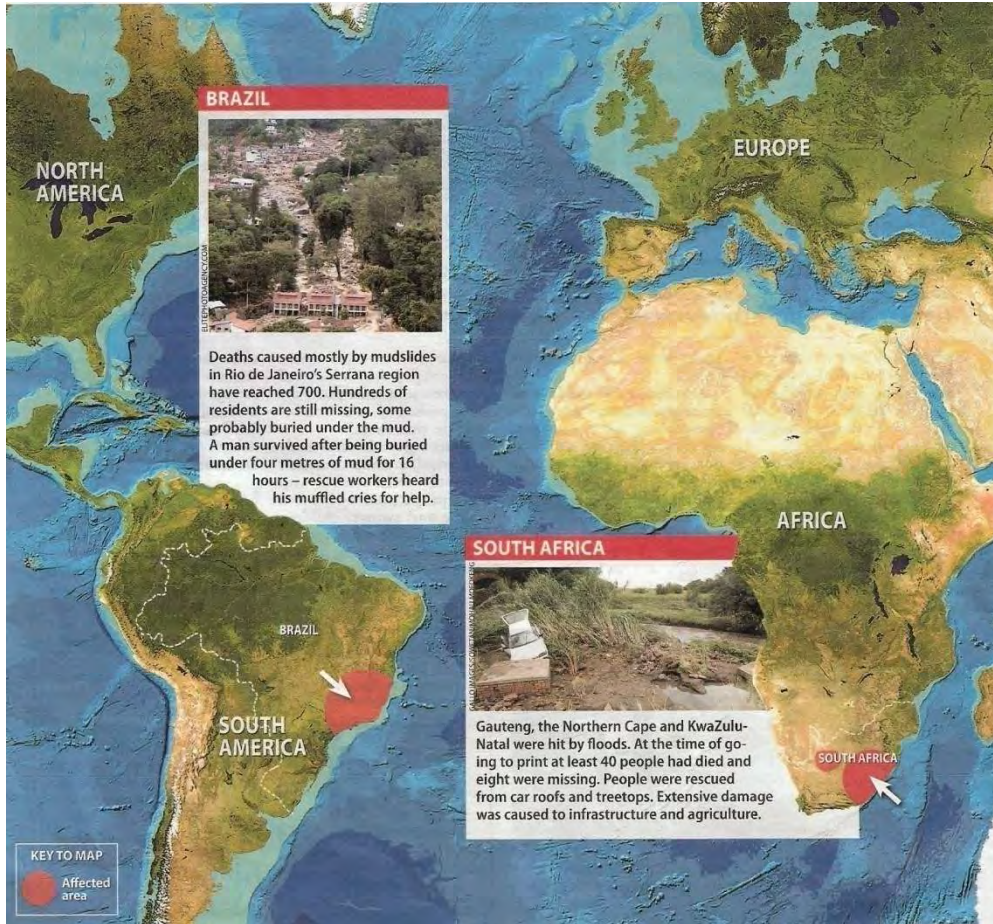 NORTH
AMERICA
BRAZIL
ELITEPHOTOAGENCY.COM
Deaths caused mostly by mudslides
in Rio de Janeiro's Serrana region
have reached 700. Hundreds of
residents are still missing, some
probably buried under the mud.
A man survived after being buried
under four metres of mud for 16
hours – rescue workers heard
his muffled cries for help.
EUROPE
AFRICA
SOUTH AFRICA
GALLO IMAGES
Gauteng, the Northern Cape and KwaZulu-
Natal were hit by floods. At the time of go-
ing to print at least 40 people had died and
eight were missing. People were rescued
from car roofs and treetops. Extensive damage
was caused to infrastructure and agriculture.
BRAZIL
SOUTH
AMERICA
SOUTH AFRICA
KEY TO MAP
Affected
area